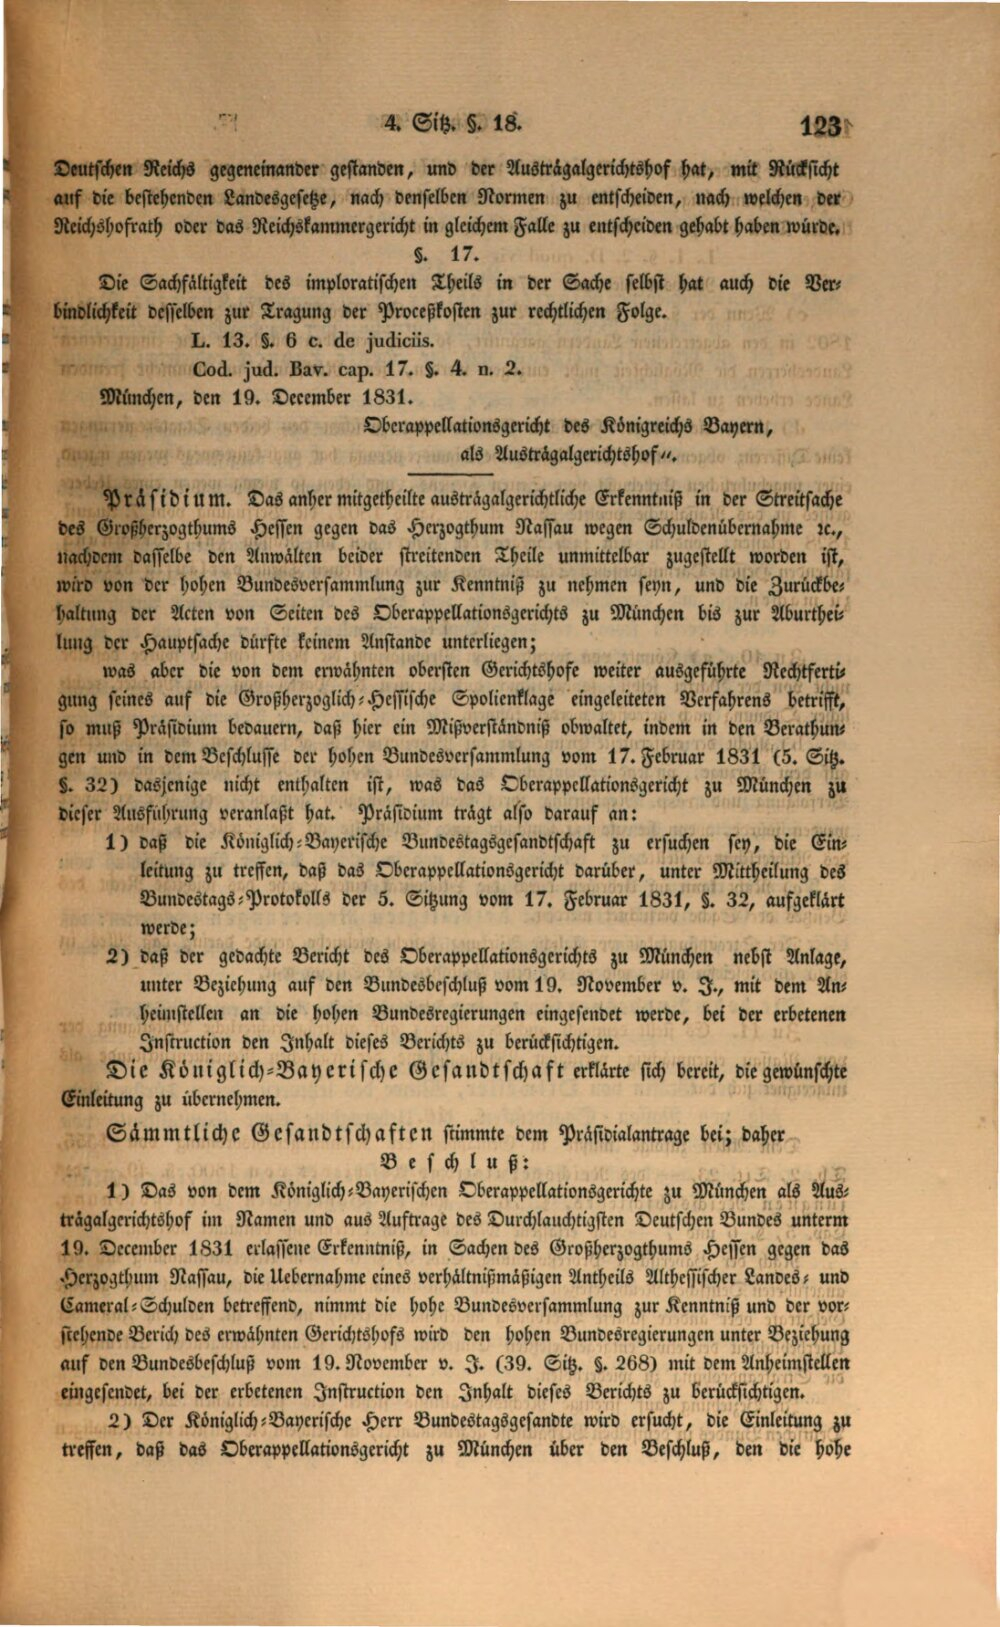 4. Sitz. §. 18.
123
Deutschen Reichs gegeneinander gestanden, und der Austrägalgerichtshof hat, mit Rücksicht
auf die bestehenden Landesgesetze, nach denselben Normen zu entscheiden, nach welchen der
Reichshofrath oder das Reichskammergericht in gleichem Falle zu entscheiden gehabt haben würde.
§. 17.
Die Sachfältigkeit des imploratischen Theils in der Sache selbst hat auch die Ver-
bindlichkeit desselben zur Tragung der Proceßkosten zur rechtlichen Folge.
L. 13. §. 6 c. de judiciis.
Cod. jud. Bav. cap. 17. §. 4. n. 2.
München, den 19. December 1831.
Oberappellationsgericht des Königreichs Bayern,
als Austrägalgerichtshof“.
Präsidium. Das anher mitgetheilte austrägalgerichtliche Erkenntniß in der Streitsache
des Großherzogthums Hessen gegen das Herzogthum Nassau wegen Schuldenübernahme ꝛc.,
nachdem dasselbe den Anwälten beider streitenden Theile unmittelbar zugestellt worden ist,
wird von der hohen Bundesversammlung zur Kenntniß zu nehmen seyn, und die Zurückbe-
haltung der Acten von Seiten des Oberappellationsgerichts zu München bis zur Aburthei-
lung der Hauptsache dürfte keinem Anstande unterliegen;
was aber die von dem erwähnten obersten Gerichtshofe weiter ausgeführte Rechtferti-
gung seines auf die Großherzoglich-Hessische Spolienklage eingeleiteten Verfahrens betrifft,
so muß Präsidium bedauern, daß hier ein Mißverständniß obwaltet, indem in den Berathun-
gen und in dem Beschlusse der hohen Bundesversammlung vom 17. Februar 1831 (5. Sitz.
§. 32) dasjenige nicht enthalten ist, was das Oberappellationsgericht zu München zu
dieser Ausführung veranlaßt hat. Präsidium trägt also darauf an:
1) daß die Königlich-Bayerische Bundestagsgesandtschaft zu ersuchen sey, die Ein-
leitung zu treffen, daß das Oberappellationsgericht darüber, unter Mittheilung des
Bundestags-Protokolls der 5. Sitzung vom 17. Februar 1831, §. 32, aufgeklärt
werde;
2) daß der gedachte Bericht des Oberappellationsgerichts zu München nebst Anlage,
unter Beziehung auf den Bundesbeschluß vom 19. November v. J., mit dem An-
heimstellen an die hohen Bundesregierungen eingesendet werde, bei der erbetenen
Instruction den Inhalt dieses Berichts zu berücksichtigen.
Die Königlich-Bayerische Gesandtschaft erklärte sich bereit, die gewünschte
Einleitung zu übernehmen.
Sämmtliche Gesandtschaften stimmte dem Präsidialantrage bei; daher
Beschluß:
1) Das von dem Königlich-Bayerischen Oberappellationsgerichte zu München als Aus-
trägalgerichtshof im Namen und aus Auftrage des Durchlauchtigsten Deutschen Bundes unterm
19. December 1831 erlassene Erkenntniß, in Sachen des Großherzogthums Hessen gegen das
Herzogthum Nassau, die Uebernahme eines verhältnißmäßigen Antheils Althessischer Landes- und
Cameral-Schulden betreffend, nimmt die hohe Bundesversammlung zur Kenntniß und der vor-
stehende Berich des erwähnten Gerichtshofs wird den hohen Bundesregierungen unter Beziehung
auf den Bundesbeschluß vom 19. November v. J. (39. Sitz. §. 268) mit dem Anheimstellen
eingesendet, bei der erbetenen Instruction den Inhalt dieses Berichts zu berücksichtigen.
2) Der Königlich-Bayerische Herr Bundestagsgesandte wird ersucht, die Einleitung zu
treffen, daß das Oberappellationsgericht zu München über den Beschluß, den die hohe